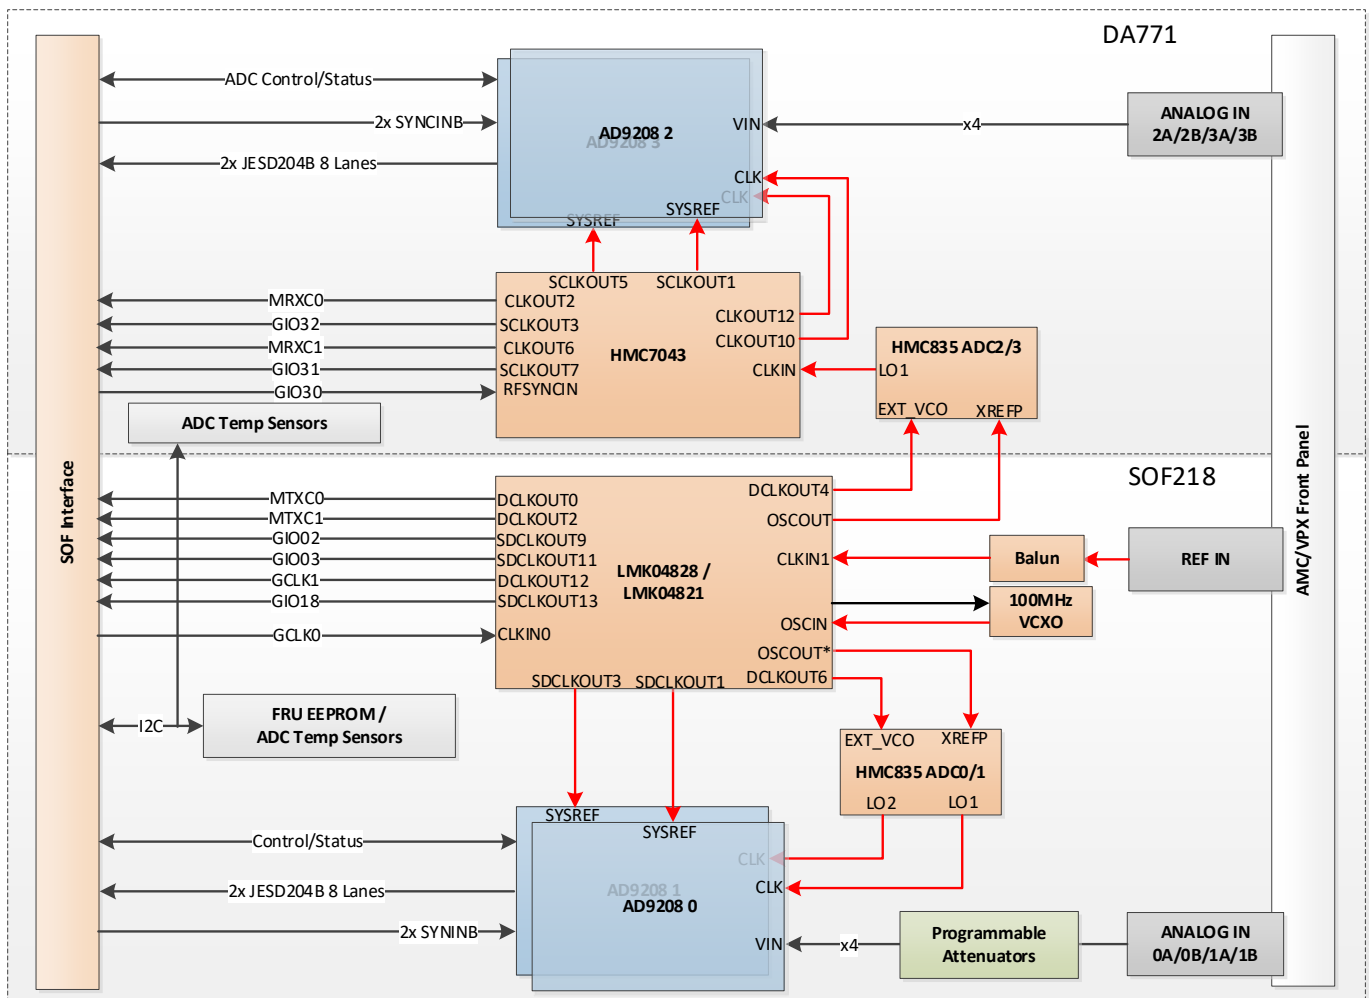 DA771
SOF Interface
AMC/VPX Front Panel
ADC Control/Status
2x SYNCINB
2x JESD204B 8 Lanes
AD9208 2
AD9208 3
VIN
x4
ANALOG IN
2A/2B/3A/3B
CLK
CLK
SYSREF
SYSREF
SCLKOUT5
SCLKOUT1
MRXC0
GIO32
MRXC1
GIO31
GIO30
CLKOUT2
SCLKOUT3
CLKOUT6
SCLKOUT7
RFSYNCIN
HMC7043
CLKOUT12
CLKOUT10
CLKIN
HMC835 ADC2/3
LO1
EXT_VCO
XREFP
ADC Temp Sensors
SOF218
MTXC0
MTXC1
GIO02
GIO03
GCLK1
GIO18
GCLK0
DCLKOUT0
DCLKOUT2
SDCLKOUT9
SDCLKOUT11
DCLKOUT12
SDCLKOUT13
CLKIN0
LMK04828 /
LMK04821
DCLKOUT4
OSCOUT
CLKIN1
OSCIN
OSCOUT*
DCLKOUT6
SDCLKOUT3
SDCLKOUT1
Balun
REF IN
100MHz
VCXO
I2C
FRU EEPROM /
ADC Temp Sensors
EXT_VCO
XREFP
HMC835 ADC0/1
LO2
LO1
SYSREF
SYSREF
Control/Status
2x JESD204B 8 Lanes
2x SYNINB
CLK
CLK
AD9208 1
AD9208 0
VIN
x4
Programmable
Attenuators
ANALOG IN
0A/0B/1A/1B